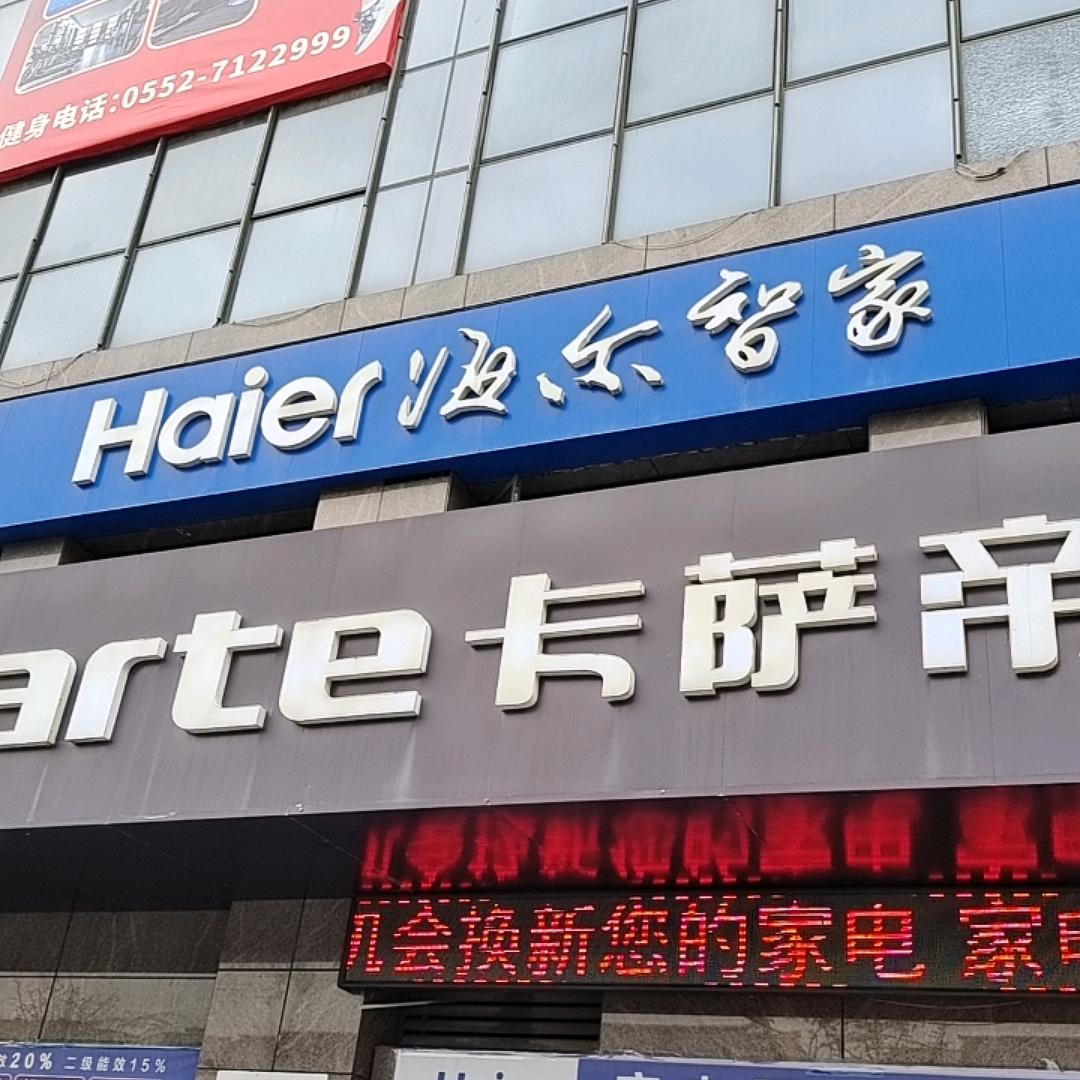 健身电话:0552-7122999
Haier 海尔智家
arte 卡萨帝
机会换新您的家电 家电
效20% 二级能效15%